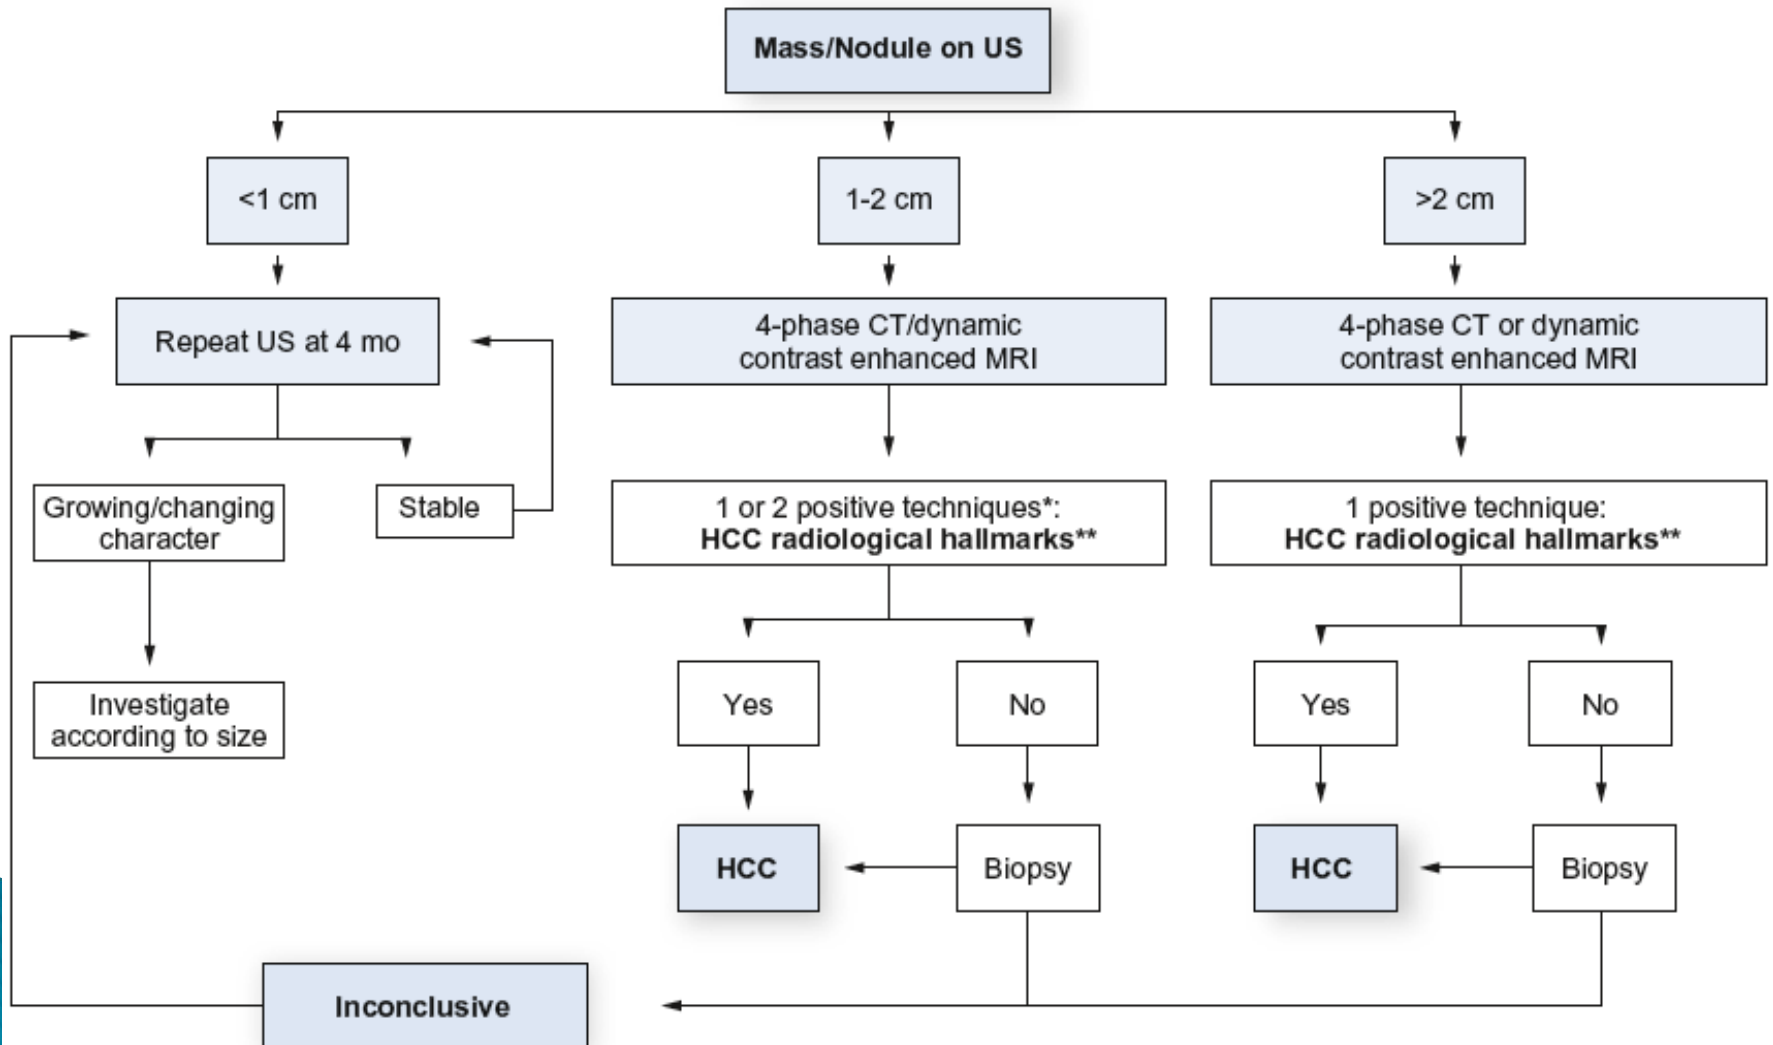 Mass/Nodule on US
<1 cm
1-2 cm
>2 cm
Repeat US at 4 mo
4-phase CT/dynamic
contrast enhanced MRI
4-phase CT or dynamic
contrast enhanced MRI
Growing/changing
character
Stable
1 or 2 positive techniques*:
HCC radiological hallmarks**
1 positive technique:
HCC radiological hallmarks**
Investigate
according to size
Yes
No
Yes
No
HCC
Biopsy
HCC
Biopsy
Inconclusive